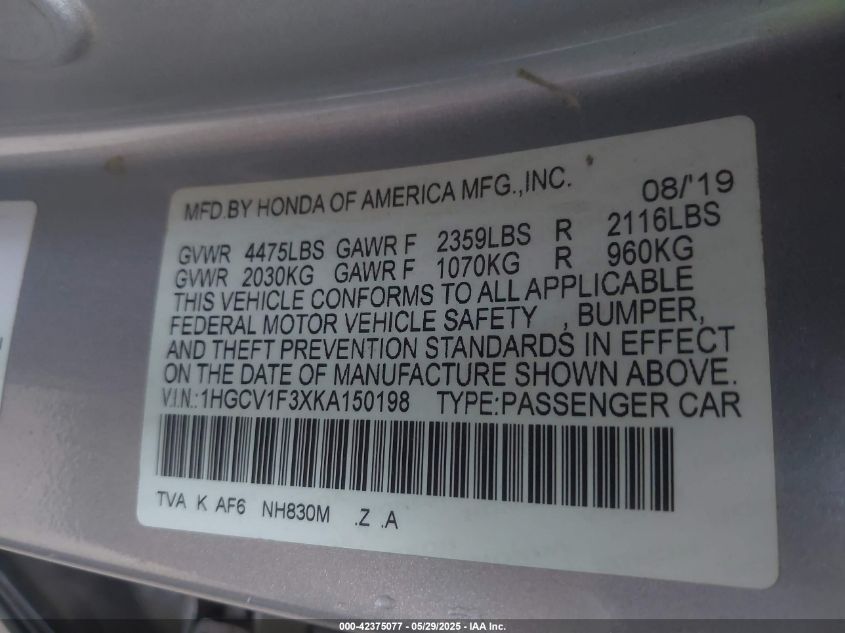 MFD.BY HONDA OF AMERICA MFG.,INC. 08/'19
GVWR 4475LBS GAWR F 2359LBS R 2116LBS
GVWR 2030KG GAWR F 1070KG R 960KG
THIS VEHICLE CONFORMS TO ALL APPLICABLE
FEDERAL MOTOR VEHICLE SAFETY , BUMPER,
AND THEFT PREVENTION STANDARDS IN EFFECT
ON THE DATE OF MANUFACTURE SHOWN ABOVE.
V.I.N.:1HGCV1F3XKA150198 TYPE:PASSENGER CAR
TVA K AF6 NH830M .Z .A
000-42375077 — 05/29/2025 — IAA Inc.